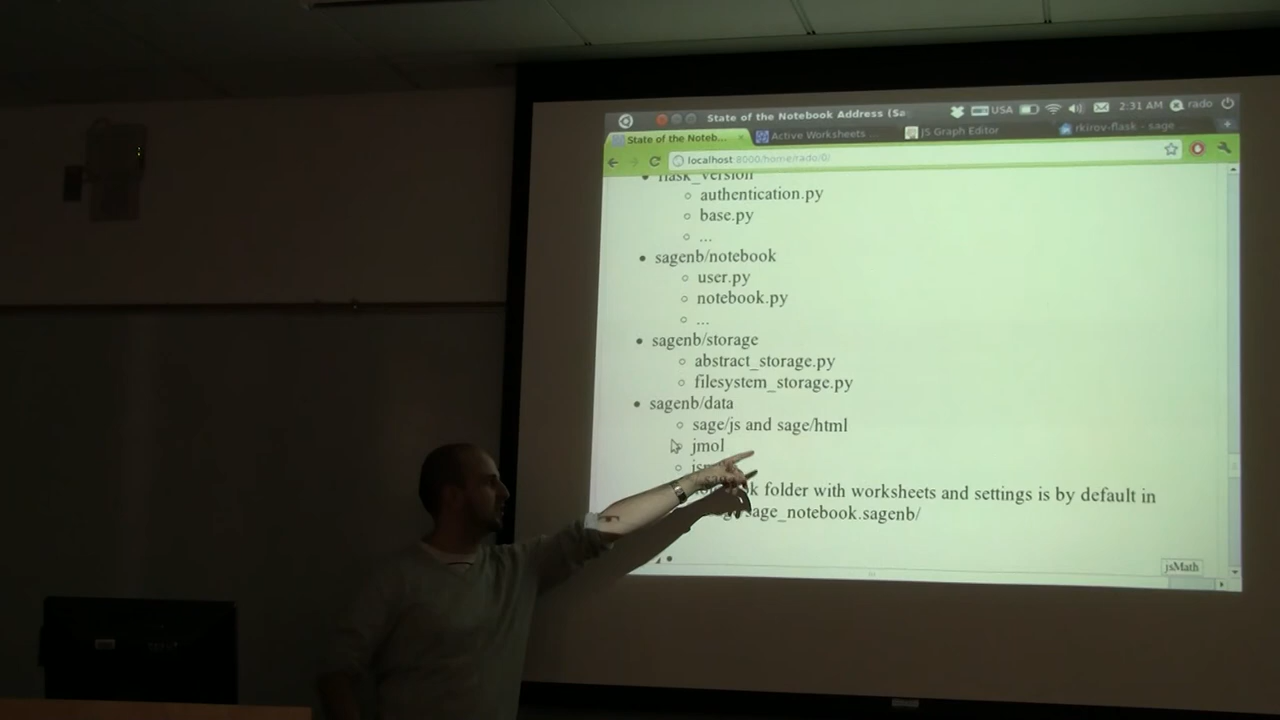 State of the Notebook Address (Sa
USA 2:31 AM rado
State of the Noteb... Active Worksheets ... JS Graph Editor rkirov-flask - sage
localhost:8000/home/rado/0/
flask_version
authentication.py
base.py
...
sagenb/notebook
user.py
notebook.py
...
sagenb/storage
abstract_storage.py
filesystem_storage.py
sagenb/data
sage/js and sage/html
jmol
folder with worksheets and settings is by default in
sage_notebook.sagenb/
jsMath